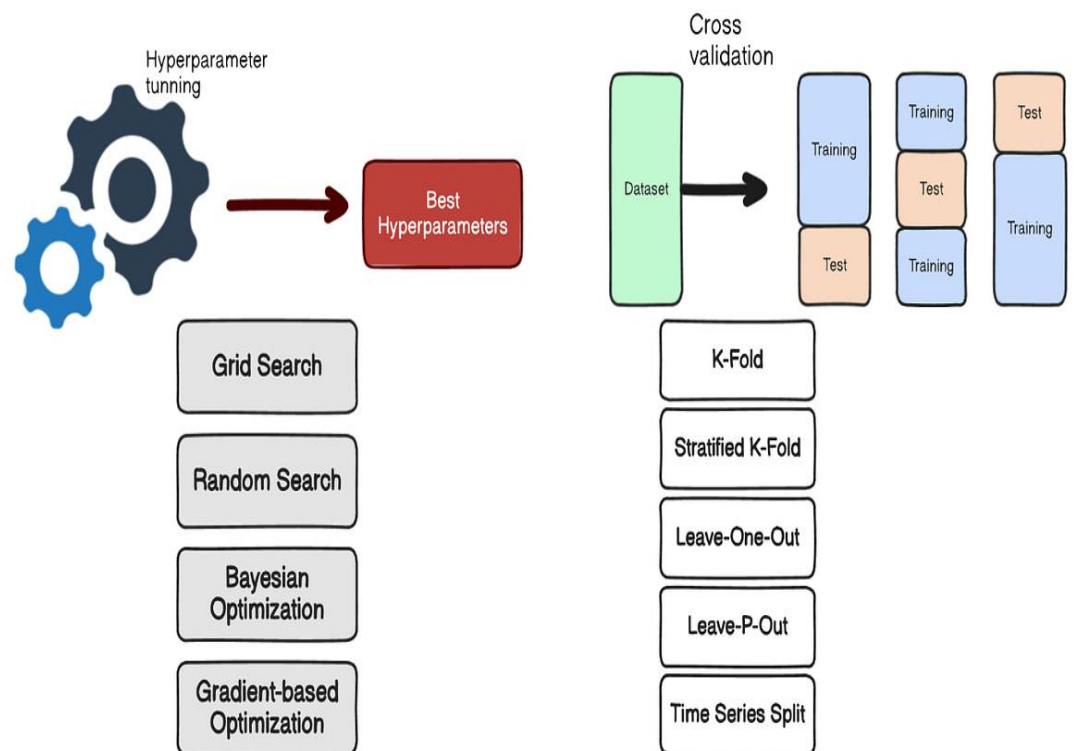 Hyperparameter
tunning
Best
Hyperparameters
Grid Search
Random Search
Bayesian
Optimization
Gradient-based
Optimization
Cross
validation
Dataset
Training
Test
Training
Test
Training
Test
Training
K-Fold
Stratified K-Fold
Leave-One-Out
Leave-P-Out
Time Series Split